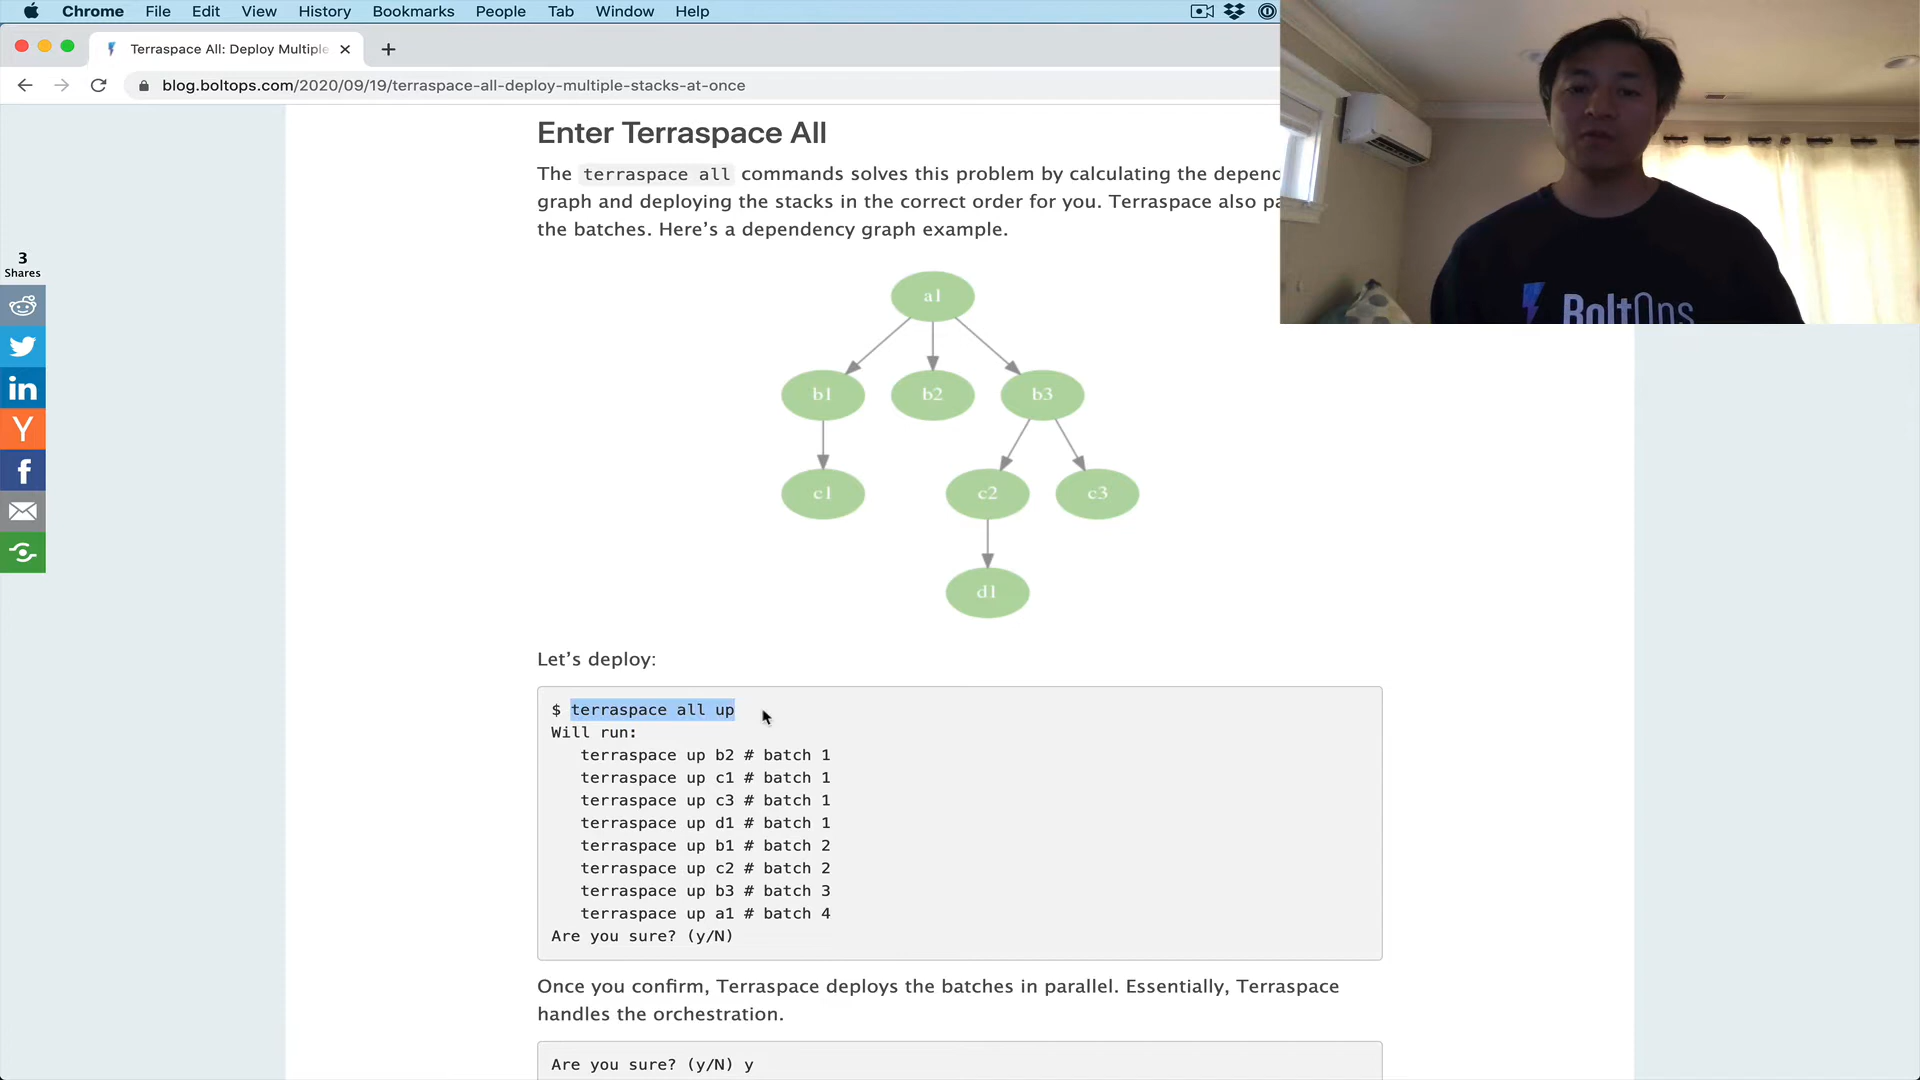 Chrome File Edit View History Bookmarks People Tab Window Help
Terraspace All: Deploy Multiple
blog.boltops.com/2020/09/19/terraspace-all-deploy-multiple-stacks-at-once
BoltOps
Enter Terraspace All
The terraspace all commands solves this problem by calculating the depend
graph and deploying the stacks in the correct order for you. Terraspace also pa
the batches. Here’s a dependency graph example.
3
Shares
a1
b1 b2 b3
c1 c2 c3
d1
Let’s deploy:
$ terraspace all up
Will run:
terraspace up b2 # batch 1
terraspace up c1 # batch 1
terraspace up c3 # batch 1
terraspace up d1 # batch 1
terraspace up b1 # batch 2
terraspace up c2 # batch 2
terraspace up b3 # batch 3
terraspace up a1 # batch 4
Are you sure? (y/N)
Once you confirm, Terraspace deploys the batches in parallel. Essentially, Terraspace
handles the orchestration.
Are you sure? (y/N) y